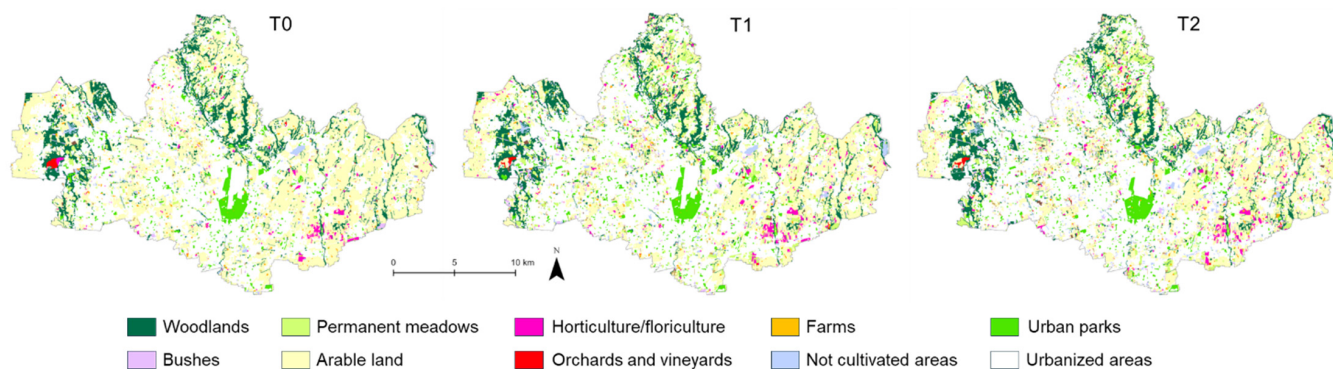 T0
T1
T2
N
0 5 10 km
Woodlands Permanent meadows Horticulture/floriculture Farms Urban parks
Bushes Arable land Orchards and vineyards Not cultivated areas Urbanized areas